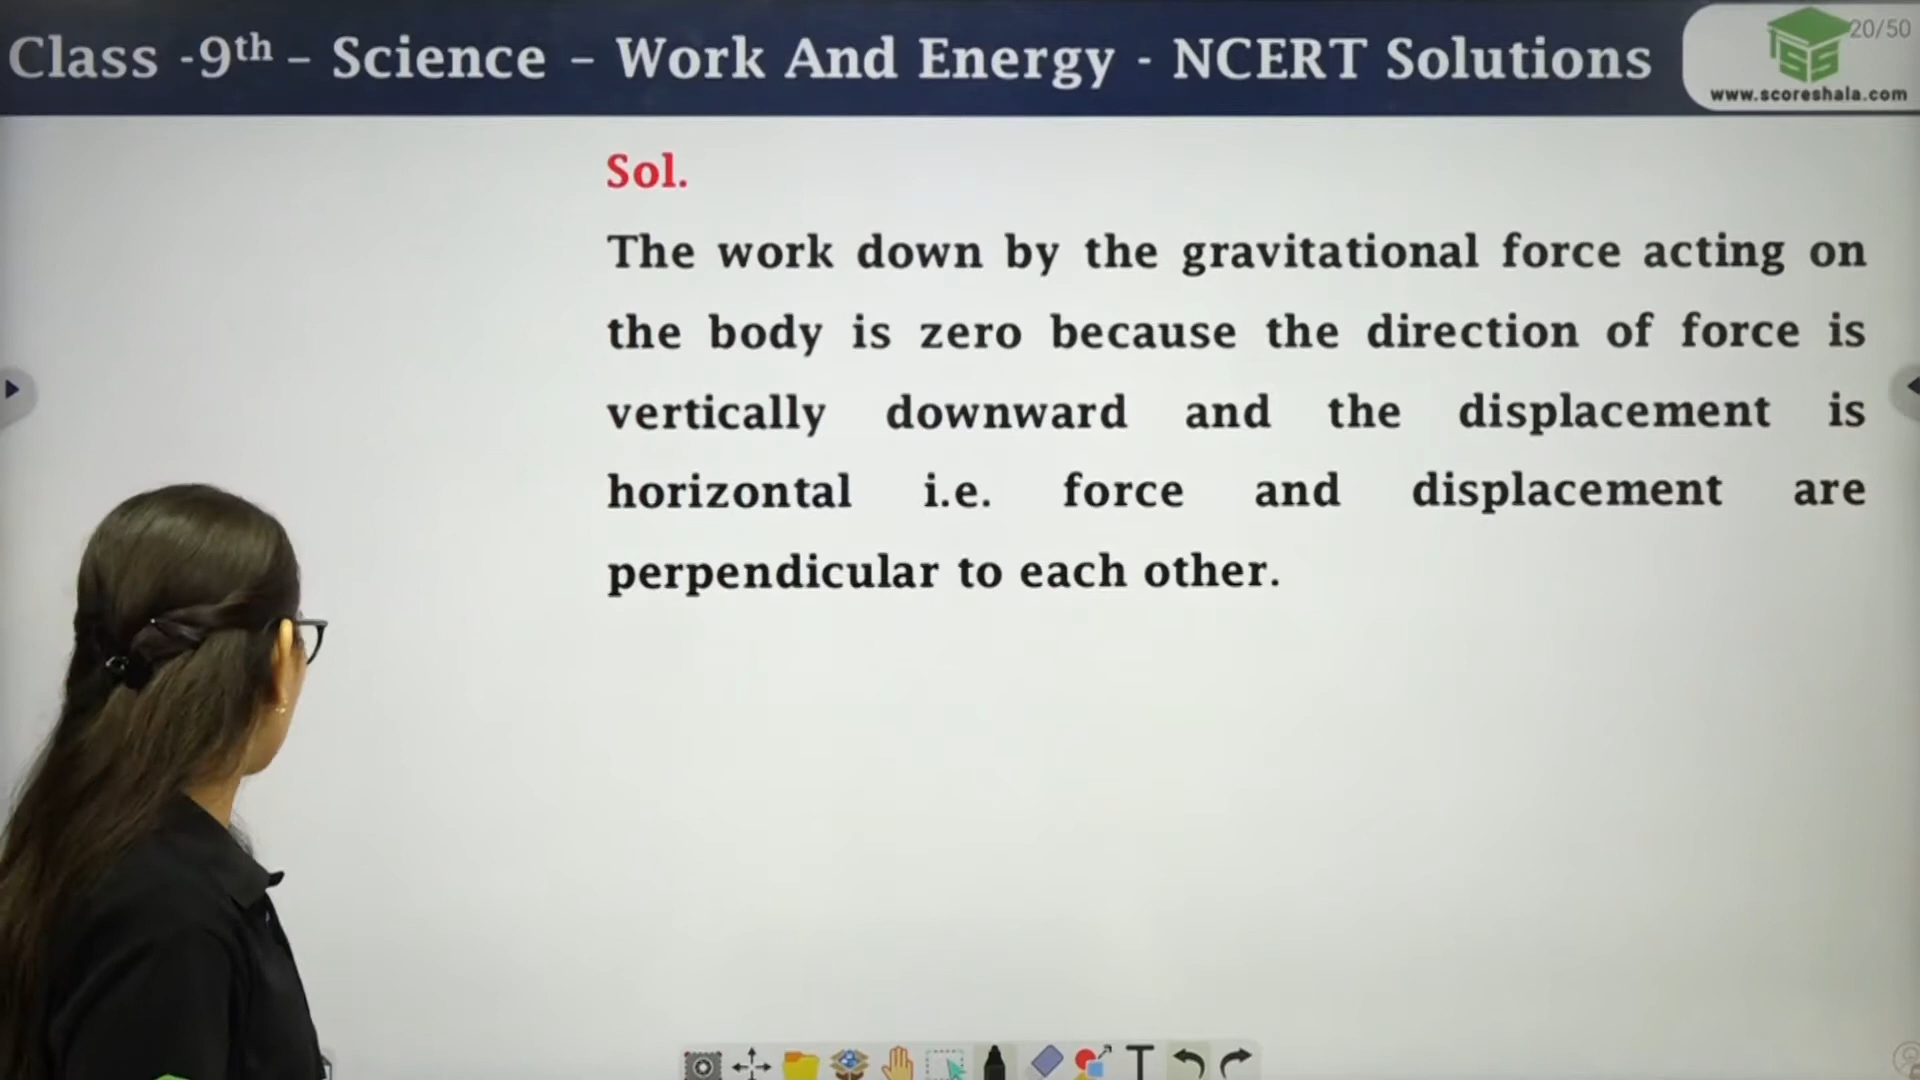 Class -9th – Science – Work And Energy - NCERT Solutions
20/50
www.scoreshala.com
Sol.
The work down by the gravitational force acting on
the body is zero because the direction of force is
vertically downward and the displacement is
horizontal i.e. force and displacement are
perpendicular to each other.
T